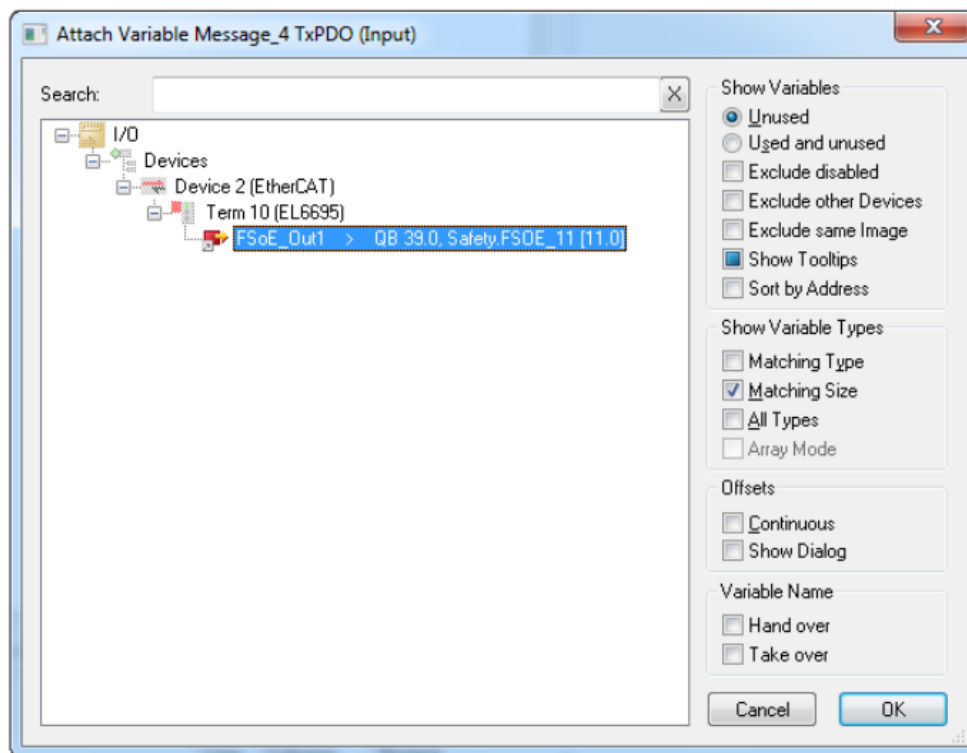 Attach Variable Message_4 TxPDO (Input)
Search:
I/O
Devices
Device 2 (EtherCAT)
Term 10 (EL6695)
FSoE_Out1 > QB 39.0, Safety.FSOE_11 [11.0]
Show Variables
Unused
Used and unused
Exclude disabled
Exclude other Devices
Exclude same Image
Show Tooltips
Sort by Address
Show Variable Types
Matching Type
Matching Size
All Types
Array Mode
Offsets
Continuous
Show Dialog
Variable Name
Hand over
Take over
Cancel
OK